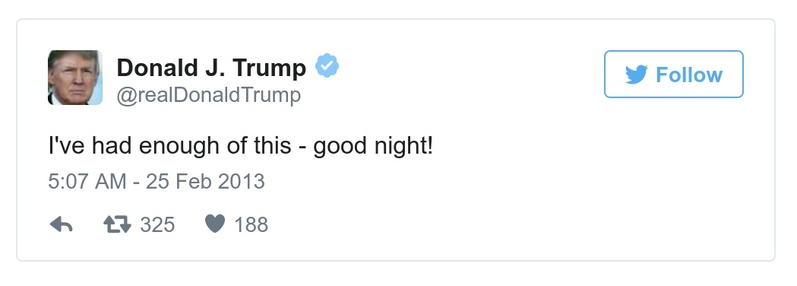 Donald J. Trump
@realDonaldTrump
Follow
I've had enough of this - good night!
5:07 AM - 25 Feb 2013
325 188